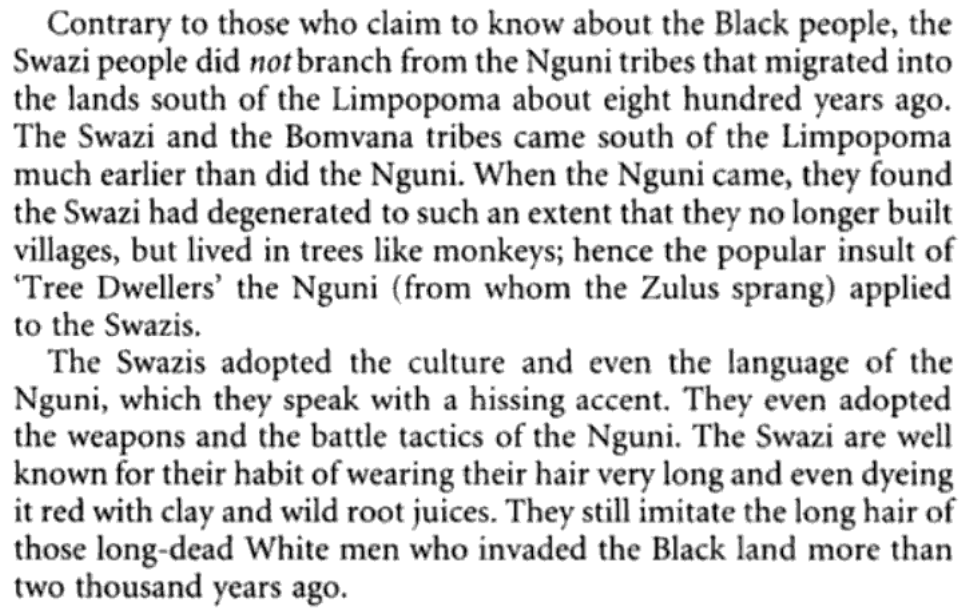 Contrary to those who claim to know about the Black people, the
Swazi people did not branch from the Nguni tribes that migrated into
the lands south of the Limpopoma about eight hundred years ago.
The Swazi and the Bomvana tribes came south of the Limpopoma
much earlier than did the Nguni. When the Nguni came, they found
the Swazi had degenerated to such an extent that they no longer built
villages, but lived in trees like monkeys; hence the popular insult of
‘Tree Dwellers’ the Nguni (from whom the Zulus sprang) applied
to the Swazis.
The Swazis adopted the culture and even the language of the
Nguni, which they speak with a hissing accent. They even adopted
the weapons and the battle tactics of the Nguni. The Swazi are well
known for their habit of wearing their hair very long and even dyeing
it red with clay and wild root juices. They still imitate the long hair of
those long-dead White men who invaded the Black land more than
two thousand years ago.